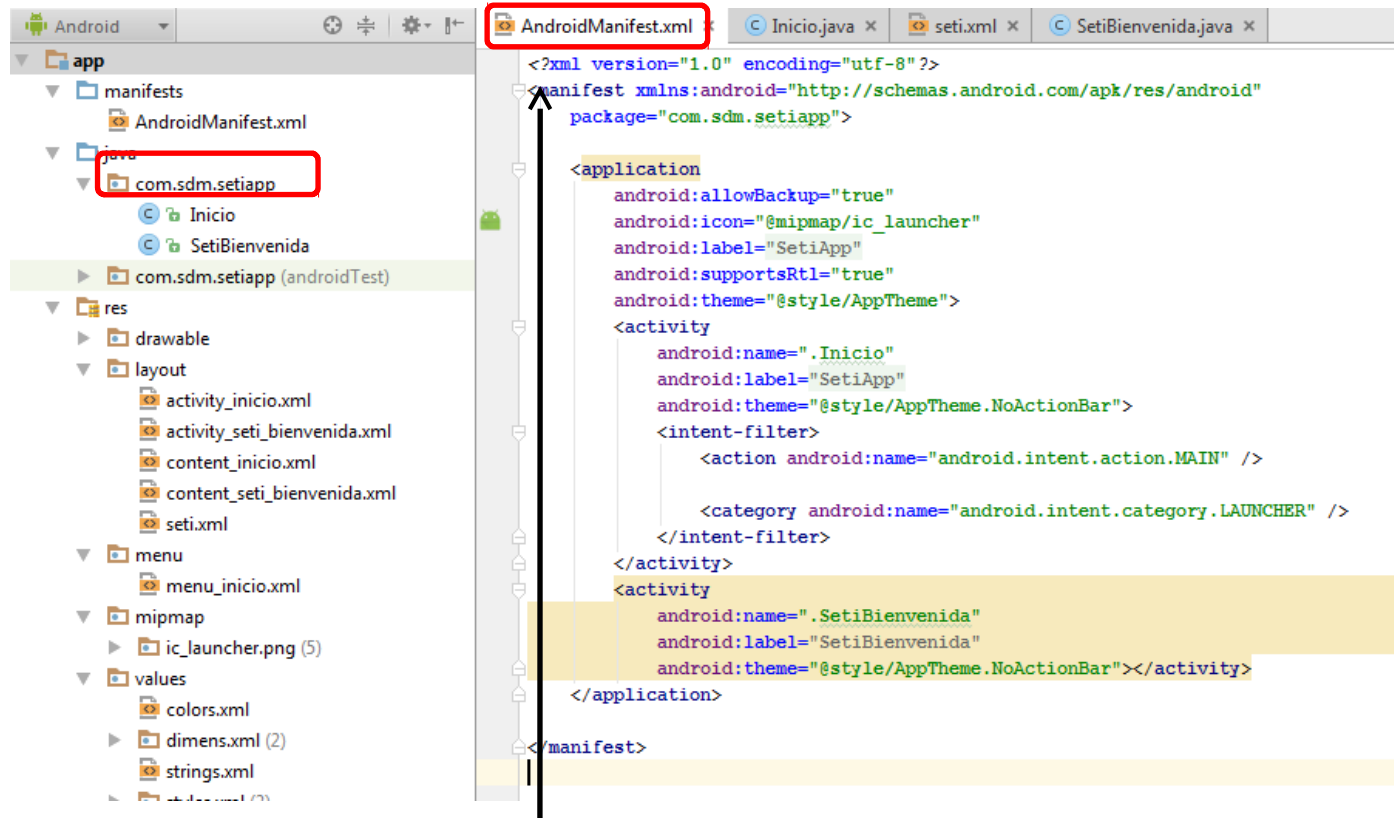 Android
AndroidManifest.xml
Inicio.java
seti.xml
SetiBienvenida.java
app
manifests
AndroidManifest.xml
java
com.sdm.setiapp
Inicio
SetiBienvenida
com.sdm.setiapp (androidTest)
res
drawable
layout
activity_inicio.xml
activity_seti_bienvenida.xml
content_inicio.xml
content_seti_bienvenida.xml
seti.xml
menu
menu_inicio.xml
mipmap
ic_launcher.png (5)
values
colors.xml
dimens.xml (2)
strings.xml
styles.xml (2)
<?xml version="1.0" encoding="utf-8"?>
<manifest xmlns:android="http://schemas.android.com/apk/res/android"
package="com.sdm.setiapp">
<application
android:allowBackup="true"
android:icon="@mipmap/ic_launcher"
android:label="SetiApp"
android:supportsRtl="true"
android:theme="@style/AppTheme">
<activity
android:name=".Inicio"
android:label="SetiApp"
android:theme="@style/AppTheme.NoActionBar">
<intent-filter>
<action android:name="android.intent.action.MAIN" />
<category android:name="android.intent.category.LAUNCHER" />
</intent-filter>
</activity>
<activity
android:name=".SetiBienvenida"
android:label="SetiBienvenida"
android:theme="@style/AppTheme.NoActionBar"></activity>
</application>
</manifest>